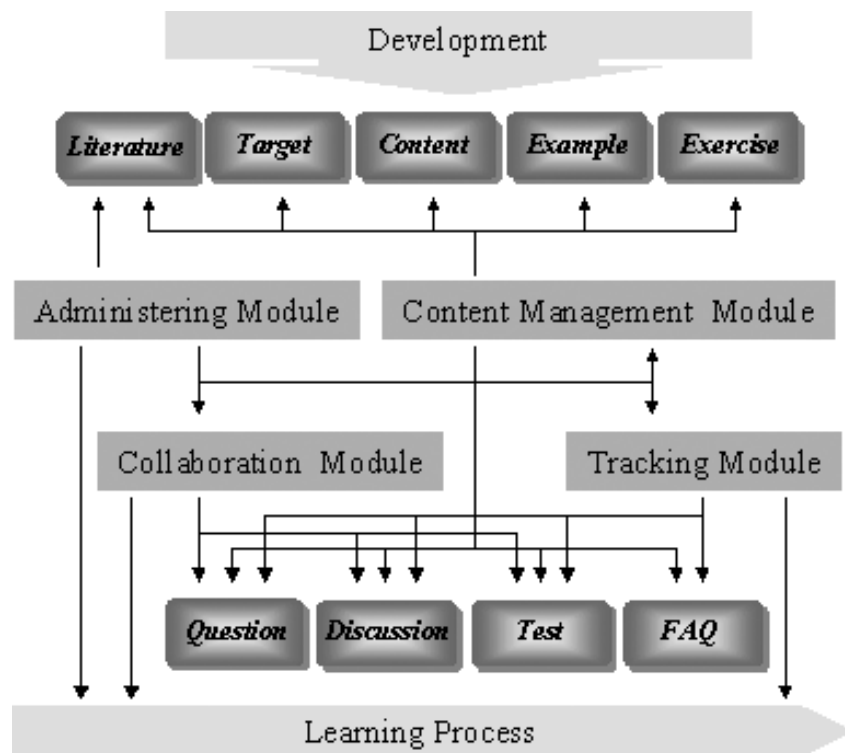 Development
Literature Target Content Example Exercise
Administering Module Content Management Module
Collaboration Module Tracking Module
Question Discussion Test FAQ
Learning Process